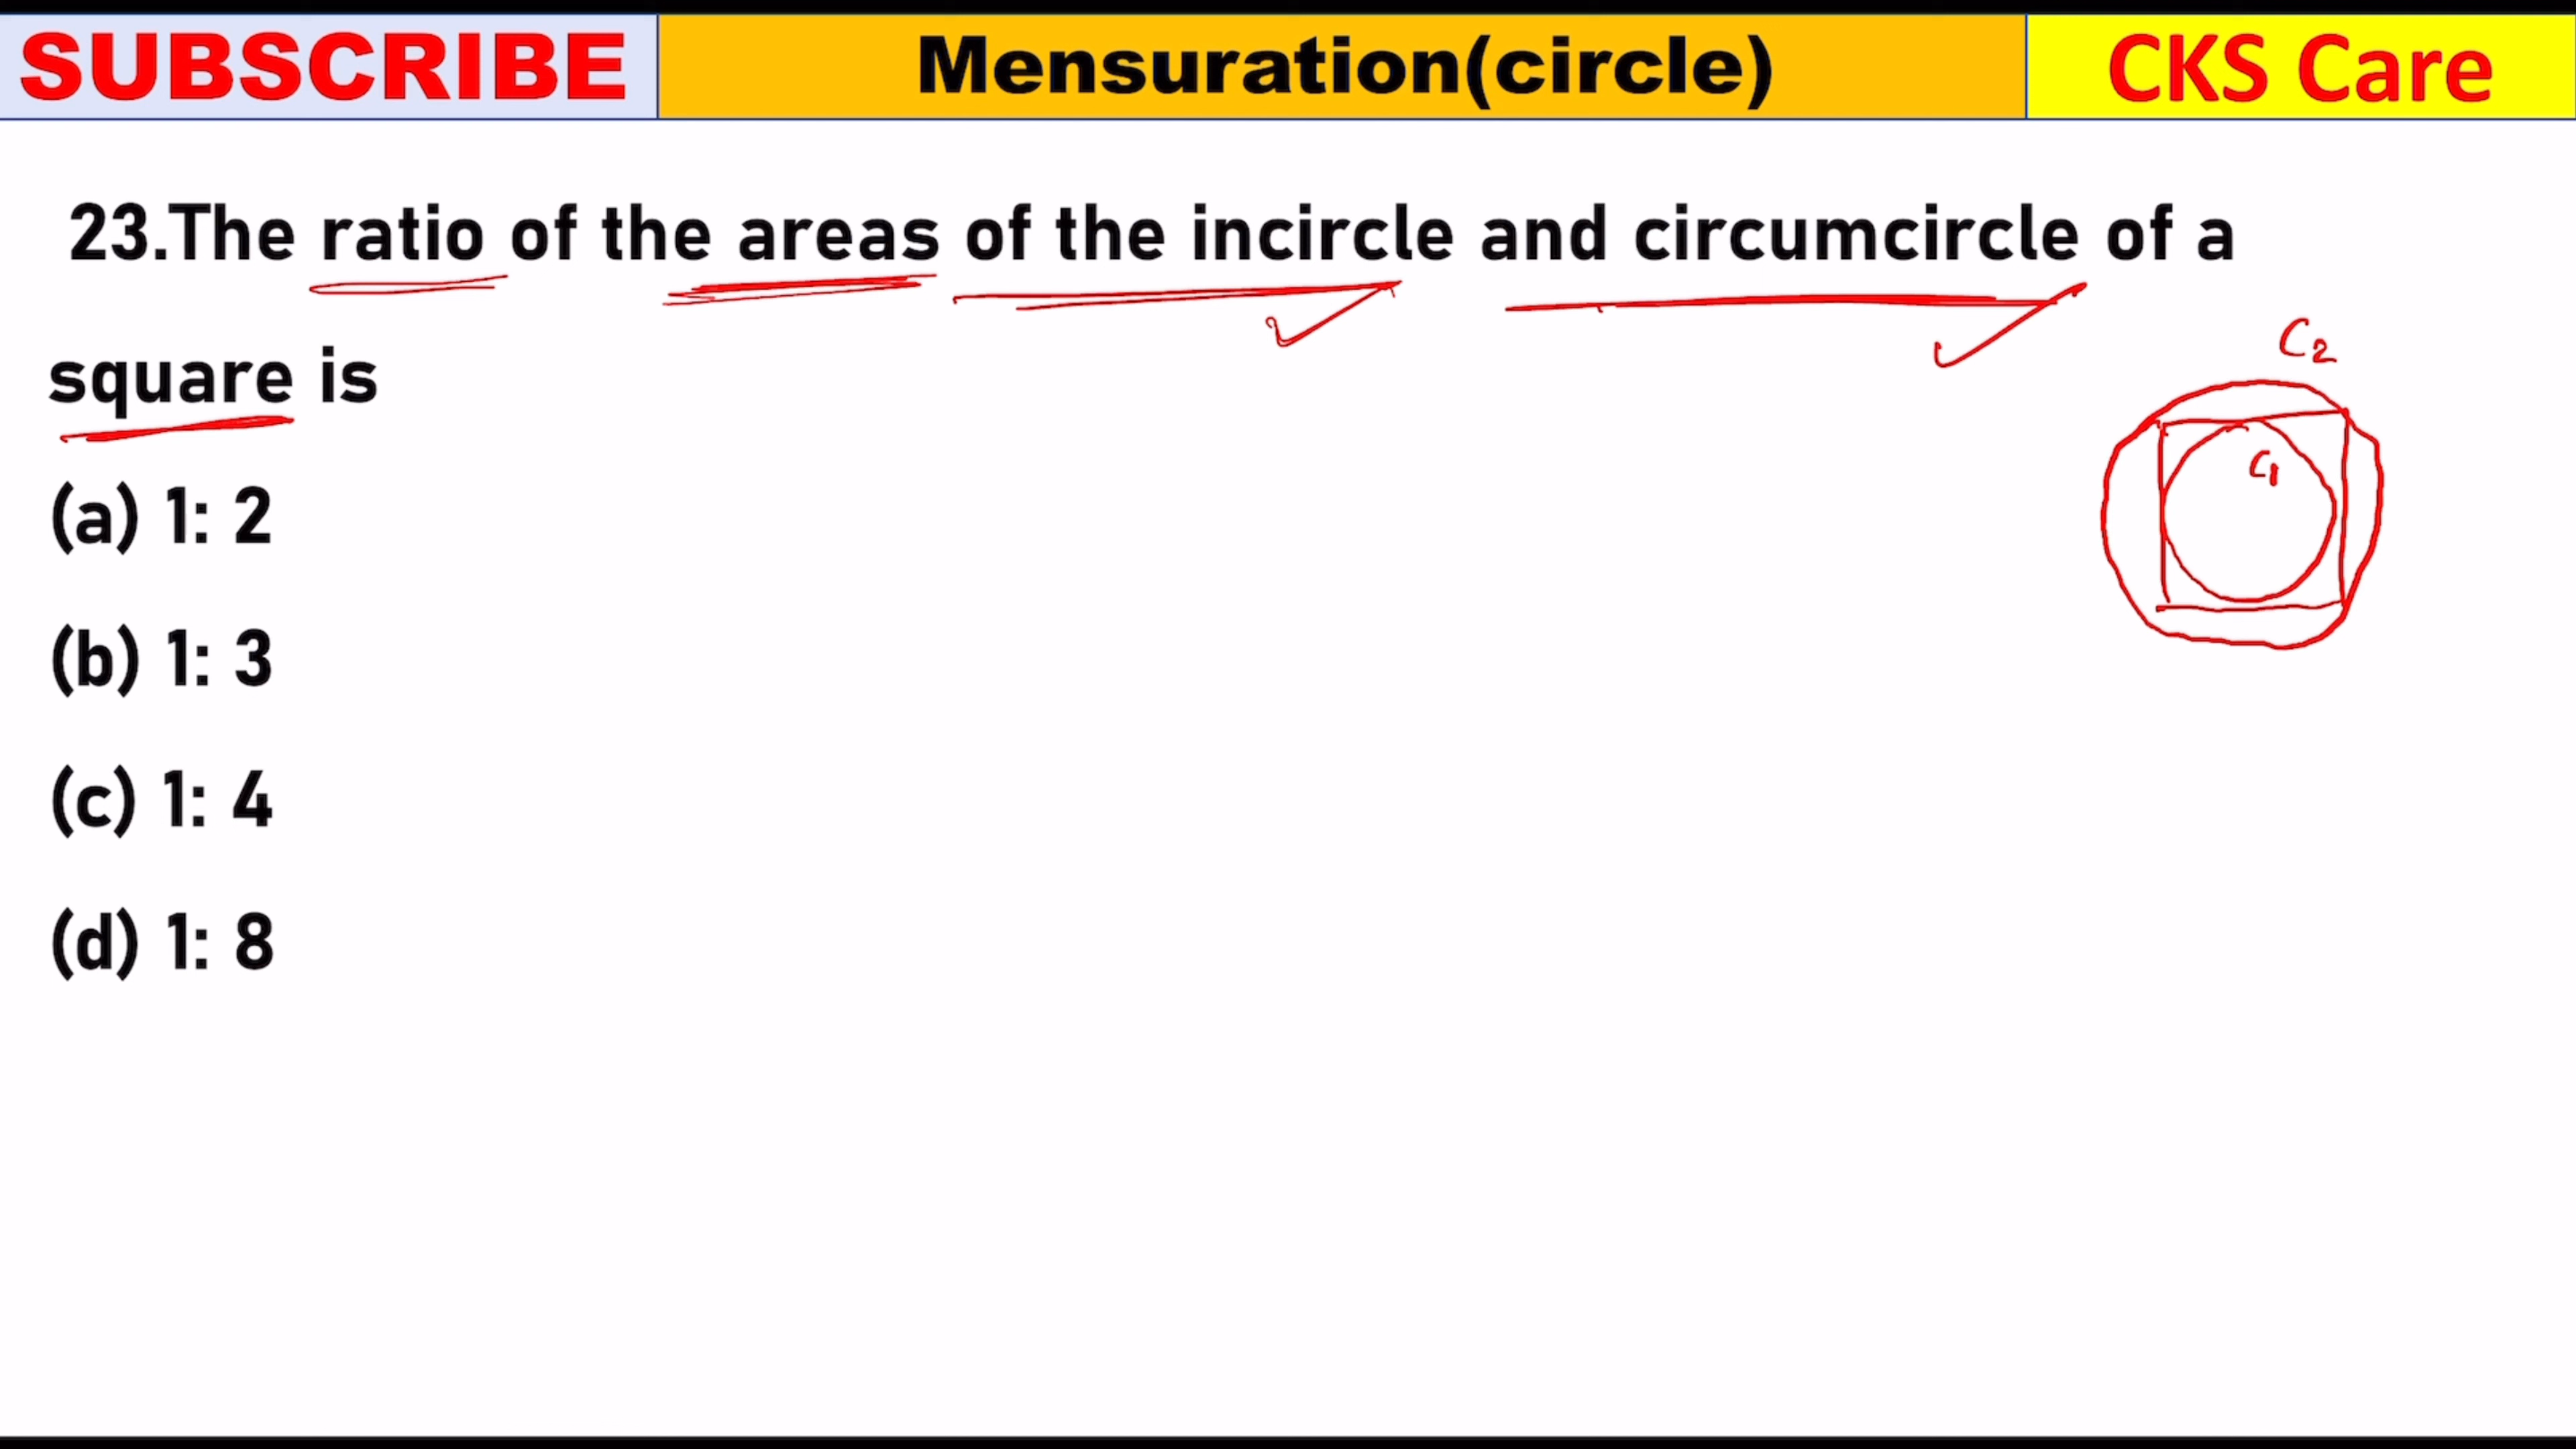 SUBSCRIBE
Mensuration(circle)
CKS Care
23.The ratio of the areas of the incircle and circumcircle of a
square is
C2
C1
(a) 1: 2
(b) 1: 3
(c) 1: 4
(d) 1: 8